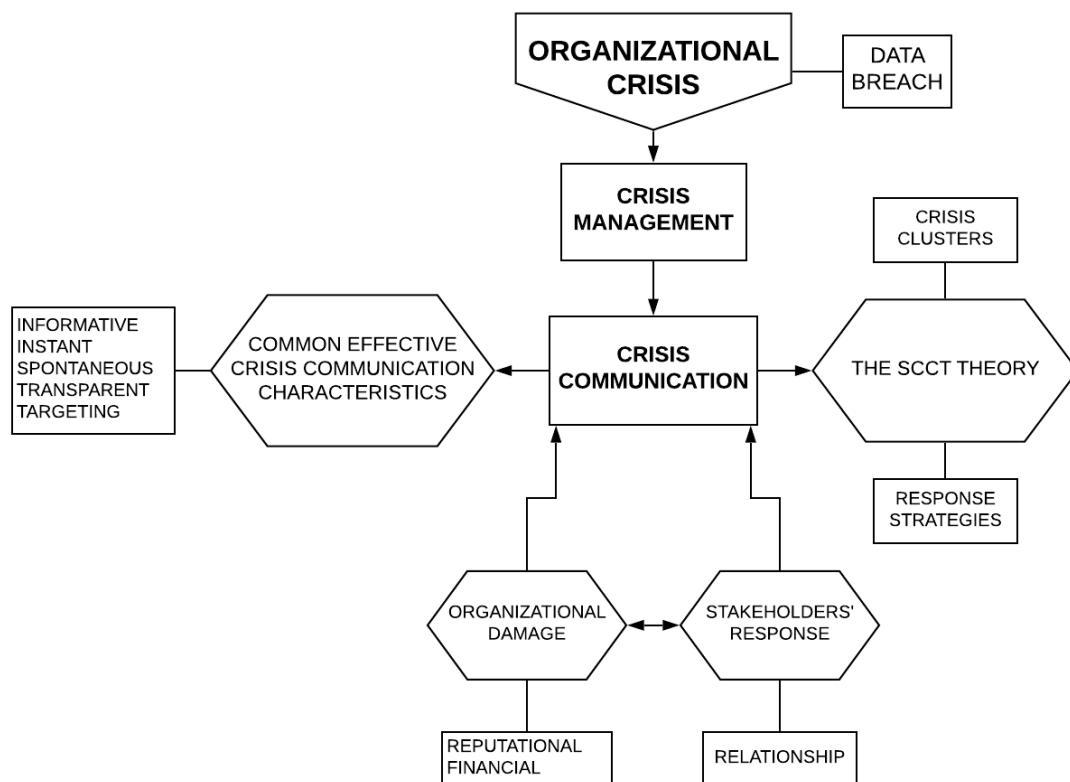 ORGANIZATIONAL
CRISIS
DATA
BREACH
CRISIS
MANAGEMENT
CRISIS
CLUSTERS
INFORMATIVE
INSTANT
SPONTANEOUS
TRANSPARENT
TARGETING
COMMON EFFECTIVE
CRISIS COMMUNICATION
CHARACTERISTICS
CRISIS
COMMUNICATION
THE SCCT THEORY
RESPONSE
STRATEGIES
ORGANIZATIONAL
DAMAGE
STAKEHOLDERS'
RESPONSE
REPUTATIONAL
FINANCIAL
RELATIONSHIP